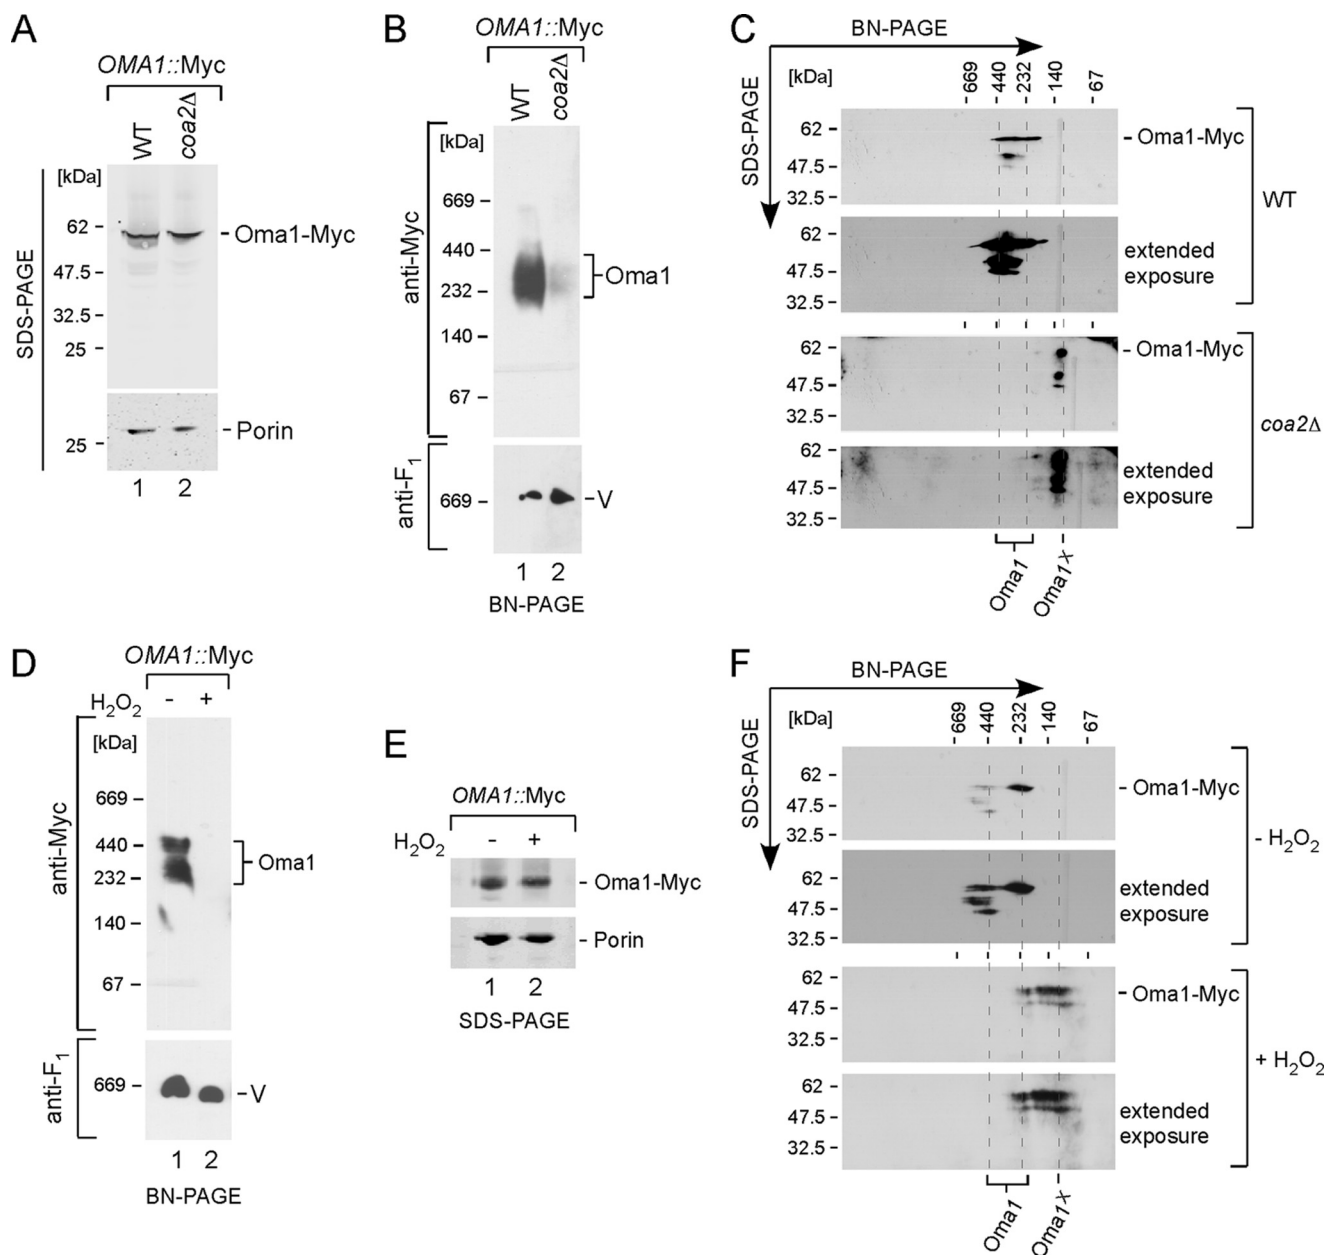 A
OMA1::Myc
WT
coa2Δ
[kDa]
62
47.5
32.5
25
Oma1-Myc
25
Porin
SDS-PAGE
1 2
B
OMA1::Myc
WT
coa2Δ
[kDa]
anti-Myc
669
440
232
140
67
Oma1
anti-F1
669
V
1 2
BN-PAGE
C
BN-PAGE
SDS-PAGE
[kDa]
669 440 232 140 67
62
47.5
32.5
Oma1-Myc
62
47.5
32.5
extended
exposure
WT
62
47.5
32.5
Oma1-Myc
62
47.5
32.5
extended
exposure
coa2Δ
Oma1
Oma1X
D
OMA1::Myc
H2O2 - +
[kDa]
anti-Myc
669
440
232
140
67
Oma1
anti-F1
669
V
1 2
BN-PAGE
E
OMA1::Myc
H2O2 - +
Oma1-Myc
Porin
1 2
SDS-PAGE
F
BN-PAGE
SDS-PAGE
[kDa]
669 440 232 140 67
62
47.5
32.5
Oma1-Myc
62
47.5
32.5
extended
exposure
- H2O2
62
47.5
32.5
Oma1-Myc
62
47.5
32.5
extended
exposure
+ H2O2
Oma1
Oma1X